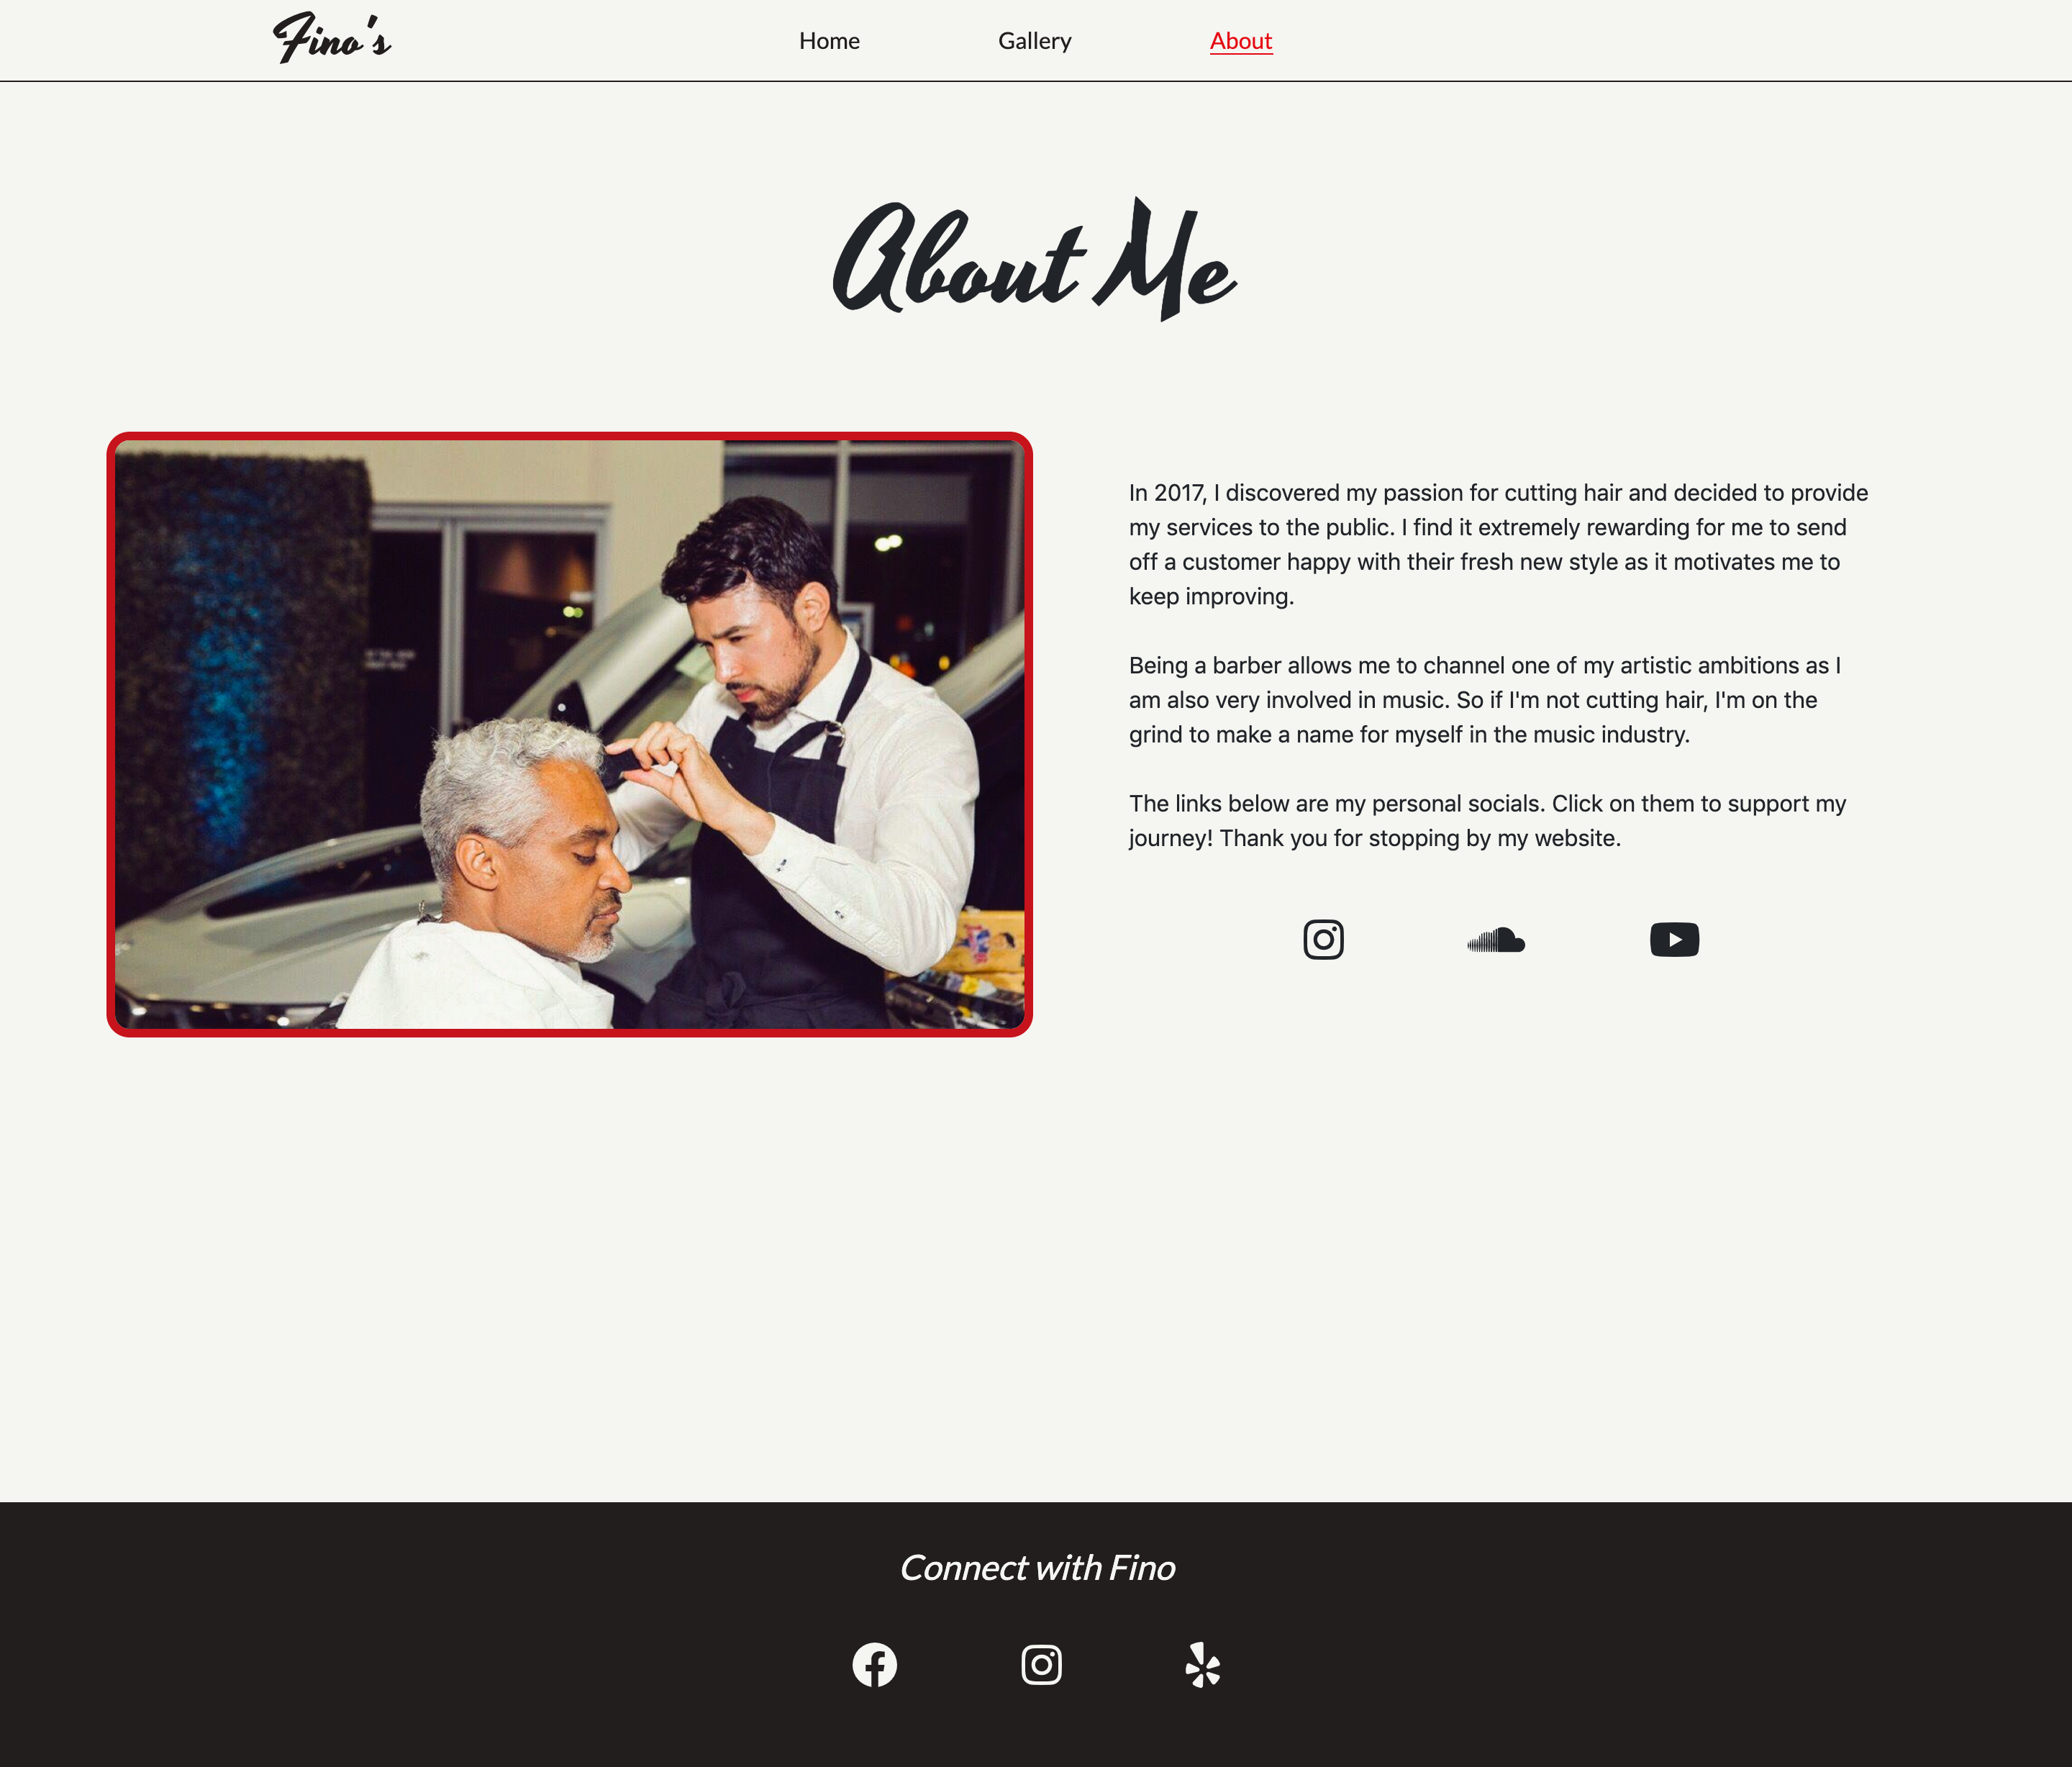 Fino's
Home Gallery About
About Me
In 2017, I discovered my passion for cutting hair and decided to provide
my services to the public. I find it extremely rewarding for me to send
off a customer happy with their fresh new style as it motivates me to
keep improving.
Being a barber allows me to channel one of my artistic ambitions as I
am also very involved in music. So if I'm not cutting hair, I'm on the
grind to make a name for myself in the music industry.
The links below are my personal socials. Click on them to support my
journey! Thank you for stopping by my website.
Connect with Fino